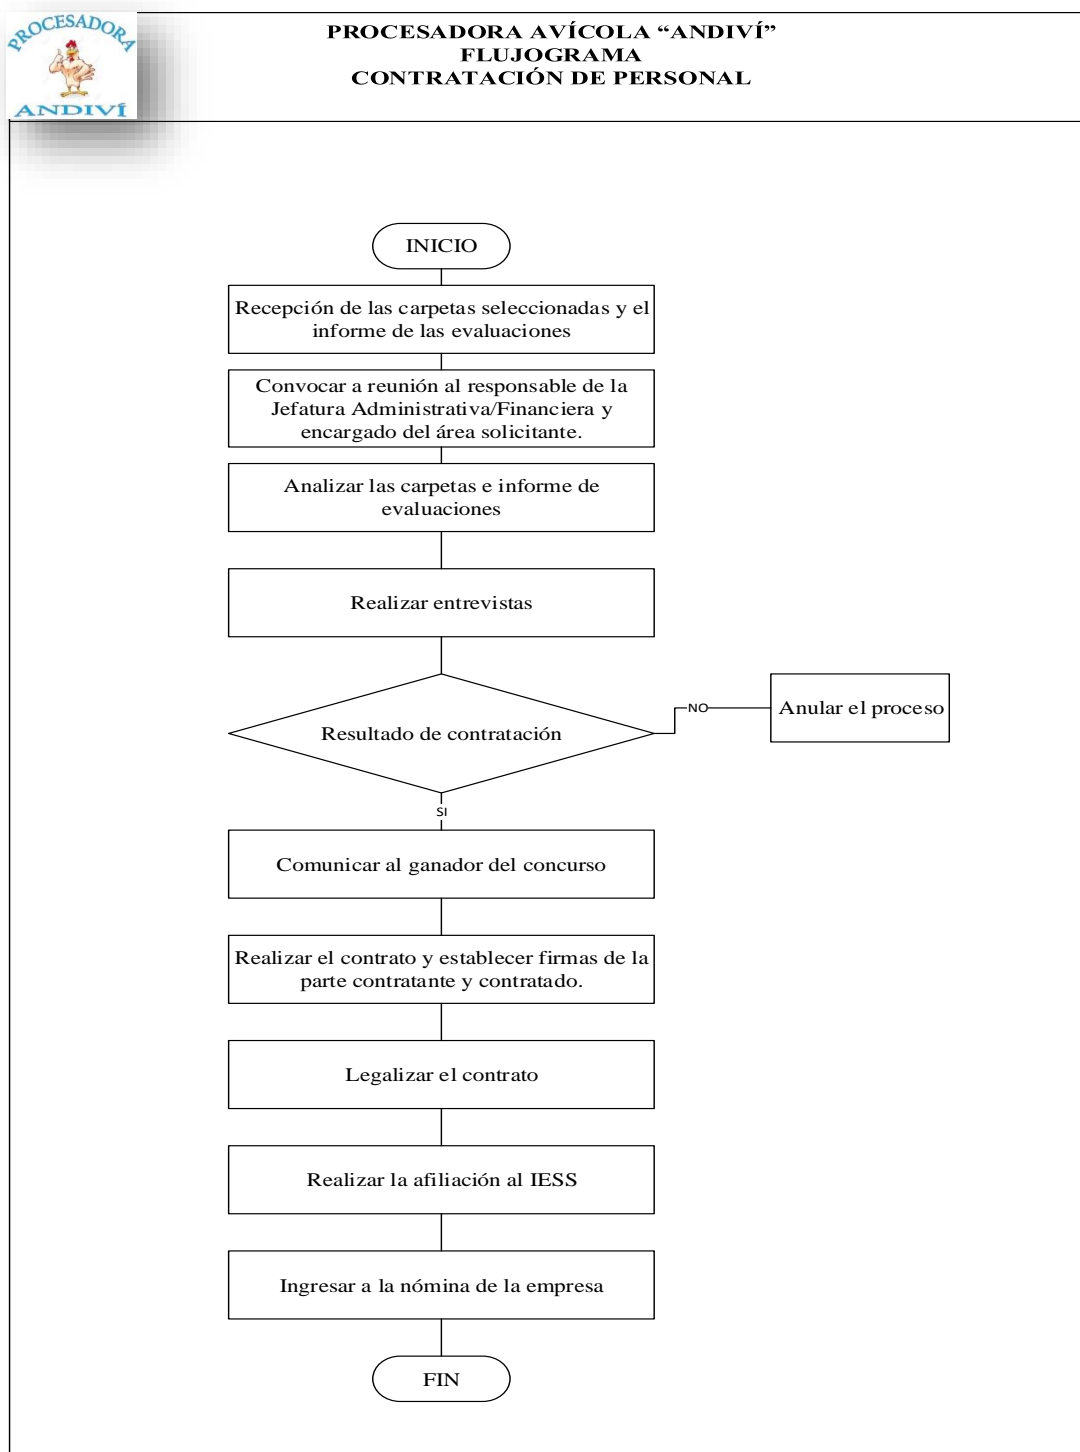 PROCESADORA
ANDIVÍ
PROCESADORA AVÍCOLA “ANDIVÍ”
FLUJOGRAMA
CONTRATACIÓN DE PERSONAL
INICIO
Recepción de las carpetas seleccionadas y el
informe de las evaluaciones
Convocar a reunión al responsable de la
Jefatura Administrativa/Financiera y
encargado del área solicitante.
Analizar las carpetas e informe de
evaluaciones
Realizar entrevistas
Resultado de contratación
NO
Anular el proceso
SI
Comunicar al ganador del concurso
Realizar el contrato y establecer firmas de la
parte contratante y contratado.
Legalizar el contrato
Realizar la afiliación al IESS
Ingresar a la nómina de la empresa
FIN